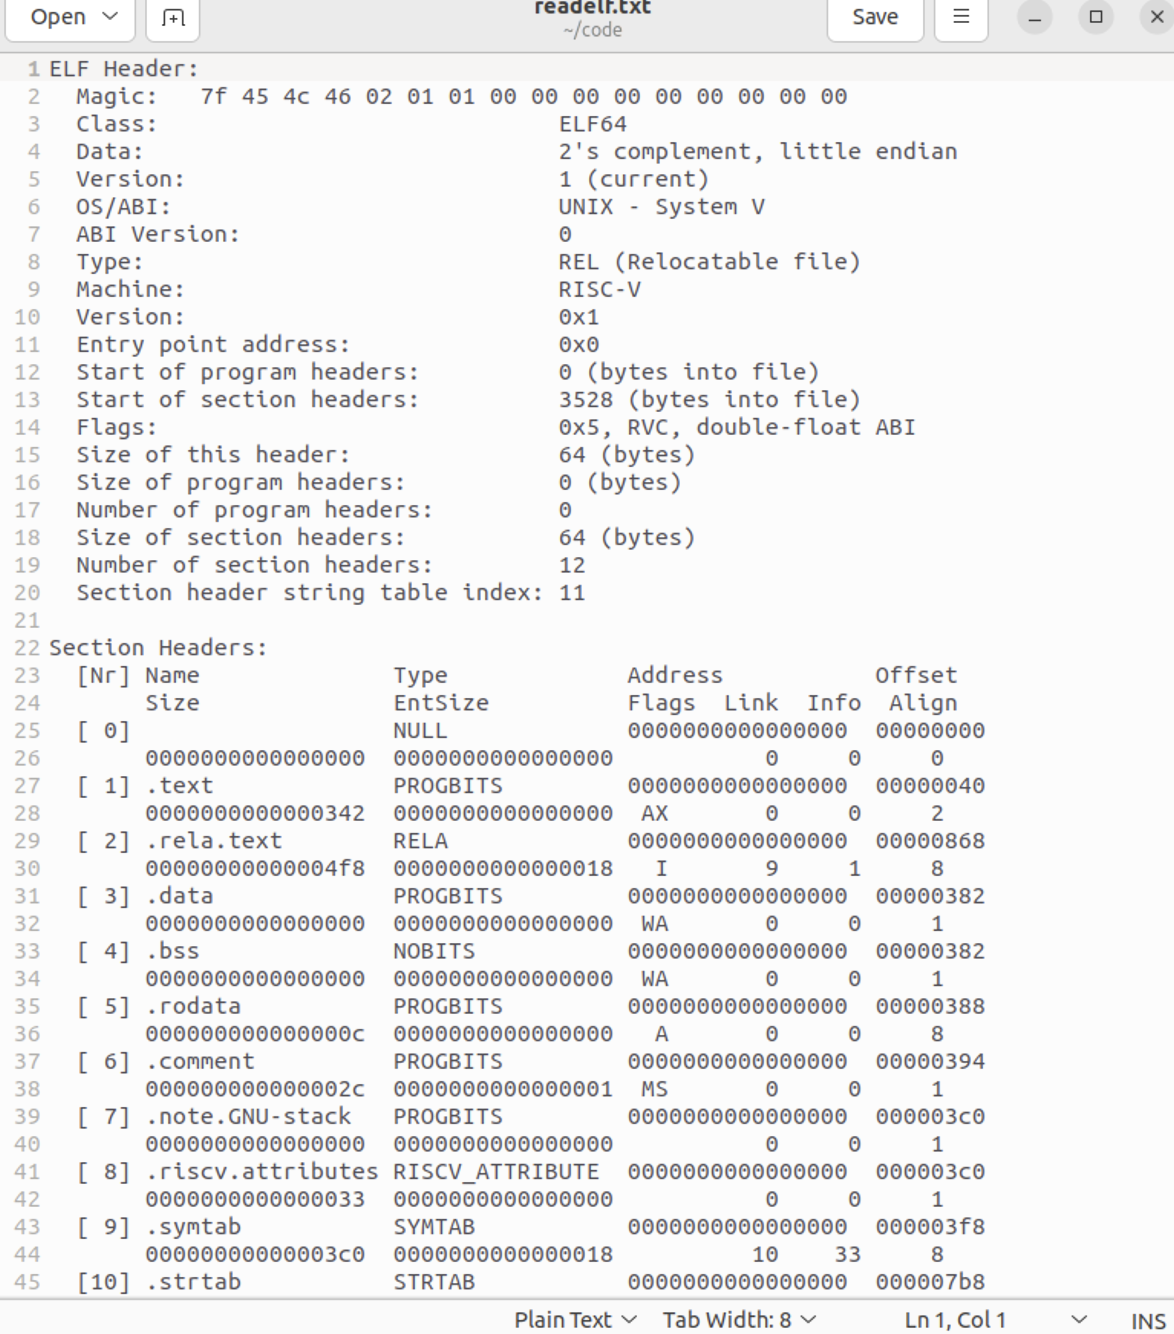 Open
readelf.txt
~/code
Save
1 ELF Header:
2   Magic:   7f 45 4c 46 02 01 01 00 00 00 00 00 00 00 00 00
3   Class:                             ELF64
4   Data:                              2's complement, little endian
5   Version:                           1 (current)
6   OS/ABI:                            UNIX - System V
7   ABI Version:                       0
8   Type:                              REL (Relocatable file)
9   Machine:                           RISC-V
10   Version:                           0x1
11   Entry point address:               0x0
12   Start of program headers:          0 (bytes into file)
13   Start of section headers:          3528 (bytes into file)
14   Flags:                             0x5, RVC, double-float ABI
15   Size of this header:               64 (bytes)
16   Size of program headers:           0 (bytes)
17   Number of program headers:         0
18   Size of section headers:           64 (bytes)
19   Number of section headers:         12
20   Section header string table index: 11
21
22 Section Headers:
23   [Nr] Name              Type             Address           Offset
24        Size              EntSize          Flags  Link  Info  Align
25   [ 0]                   NULL             0000000000000000  00000000
26        0000000000000000  0000000000000000           0     0     0
27   [ 1] .text             PROGBITS         0000000000000000  00000040
28        0000000000000342  0000000000000000  AX       0     0     2
29   [ 2] .rela.text        RELA             0000000000000000  00000868
30        00000000000004f8  0000000000000018   I       9     1     8
31   [ 3] .data             PROGBITS         0000000000000000  00000382
32        0000000000000000  0000000000000000  WA       0     0     1
33   [ 4] .bss              NOBITS           0000000000000000  00000382
34        0000000000000000  0000000000000000  WA       0     0     1
35   [ 5] .rodata           PROGBITS         0000000000000000  00000388
36        000000000000000c  0000000000000000   A       0     0     8
37   [ 6] .comment          PROGBITS         0000000000000000  00000394
38        000000000000002c  0000000000000001  MS       0     0     1
39   [ 7] .note.GNU-stack   PROGBITS         0000000000000000  000003c0
40        0000000000000000  0000000000000000           0     0     1
41   [ 8] .riscv.attributes RISCV_ATTRIBUTE  0000000000000000  000003c0
42        0000000000000033  0000000000000000           0     0     1
43   [ 9] .symtab           SYMTAB           0000000000000000  000003f8
44        00000000000003c0  0000000000000018          10    33     8
45   [10] .strtab           STRTAB           0000000000000000  000007b8
Plain Text   Tab Width: 8   Ln 1, Col 1   INS